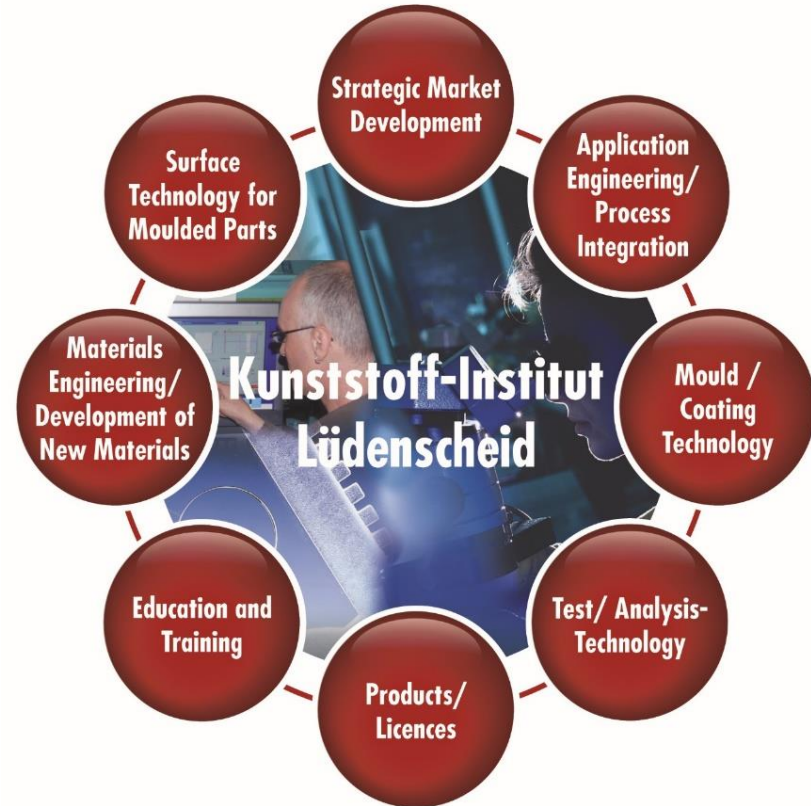 Strategic Market
Development
Application
Engineering/
Process
Integration
Mould /
Coating
Technology
Test/ Analysis-
Technology
Products/
Licences
Education and
Training
Materials
Engineering/
Development of
New Materials
Surface
Technology for
Moulded Parts
Kunststoff-Institut
Lüdenscheid